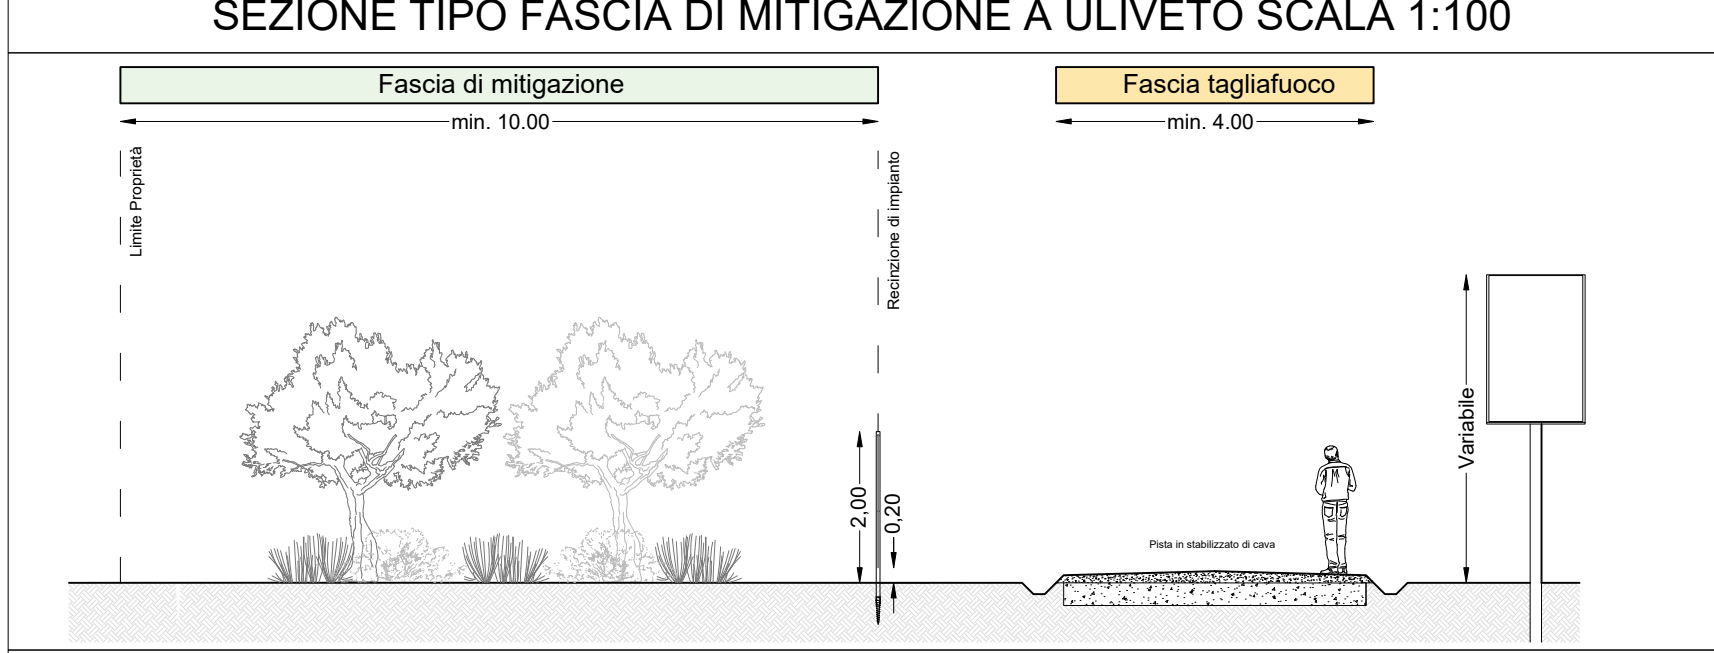 SEZIONE TIPO FASCIA DI MITIGAZIONE A ULIVETO SCALA 1:100
Fascia di mitigazione
Fascia tagliafuoco
min. 10.00
min. 4.00
Limite Proprietà
Recinzione di impianto
Variabile
2,00
0,20
Pista in stabilizzato di cava